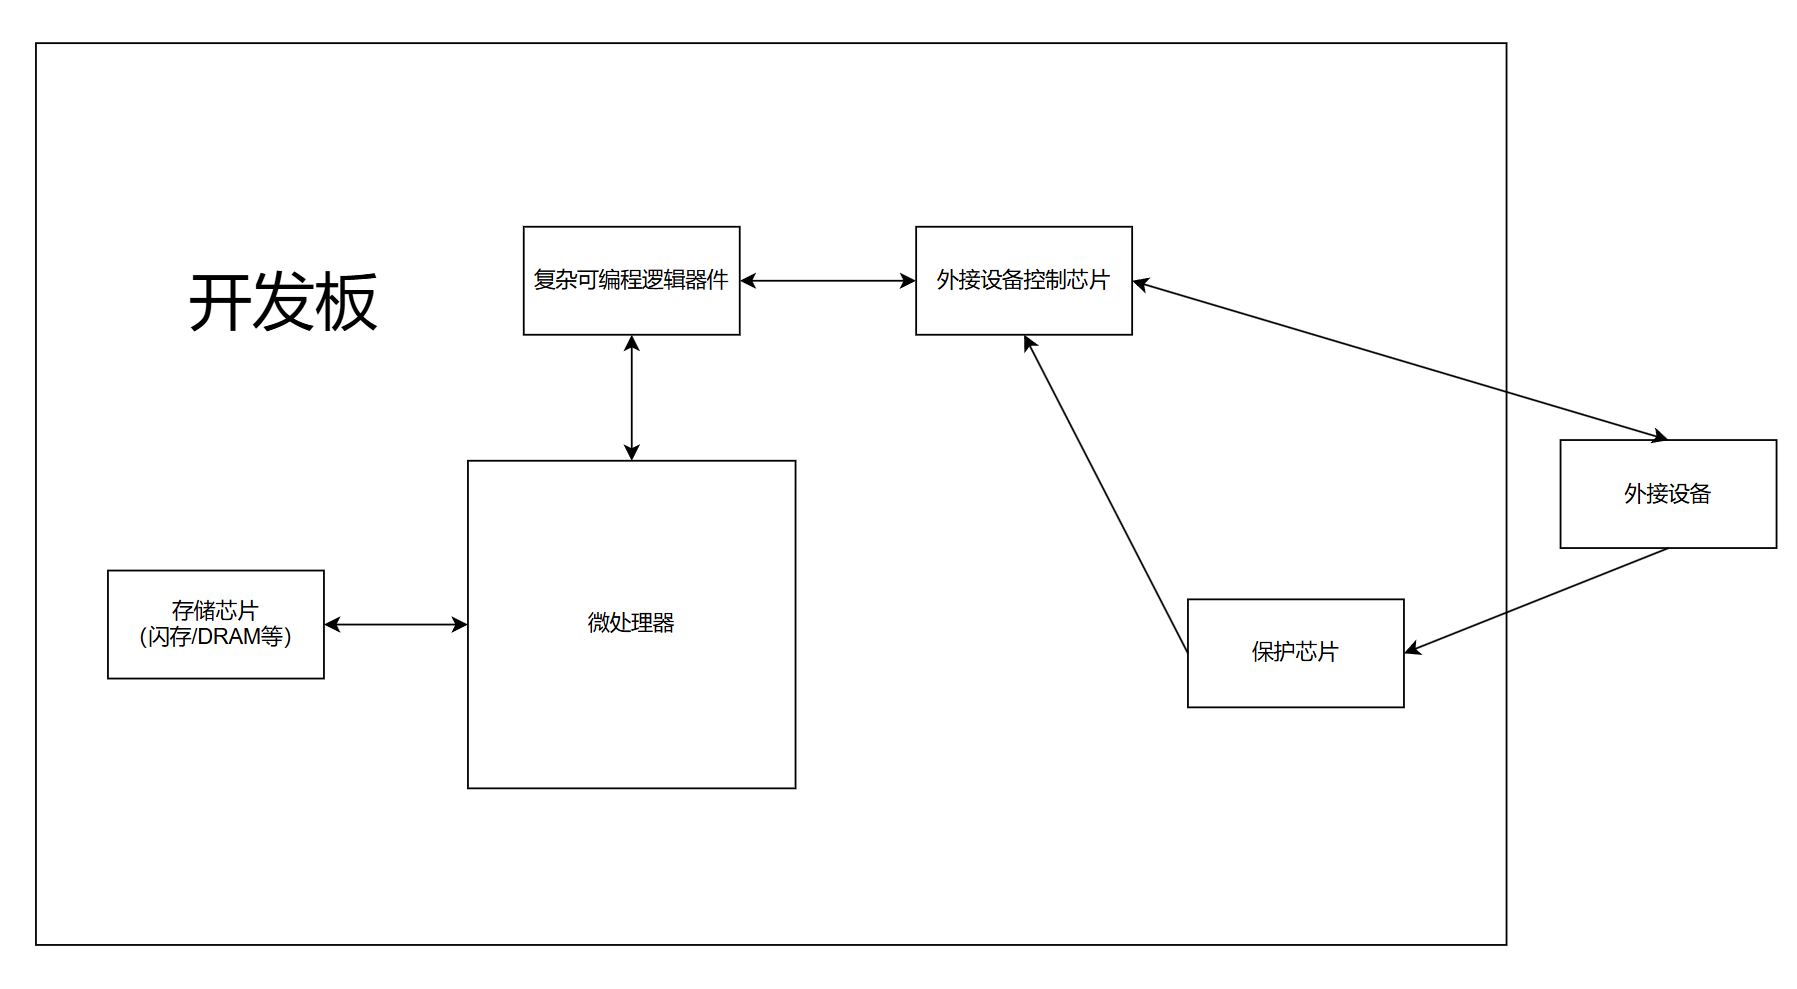 开发板
复杂可编程逻辑器件
外接设备控制芯片
外接设备
存储芯片
（闪存/DRAM等）
微处理器
保护芯片